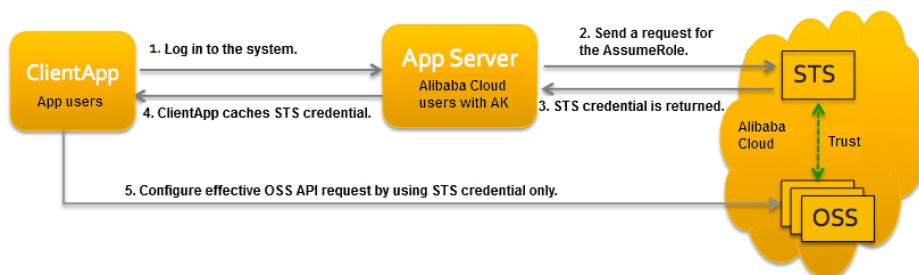 1. Log in to the system.
2. Send a request for
the AssumeRole.
ClientApp
App users
App Server
Alibaba Cloud
users with AK
STS
3. STS credential is returned.
4. ClientApp caches STS credential.
Alibaba
Cloud
Trust
5. Configure effective OSS API request by using STS credential only.
OSS